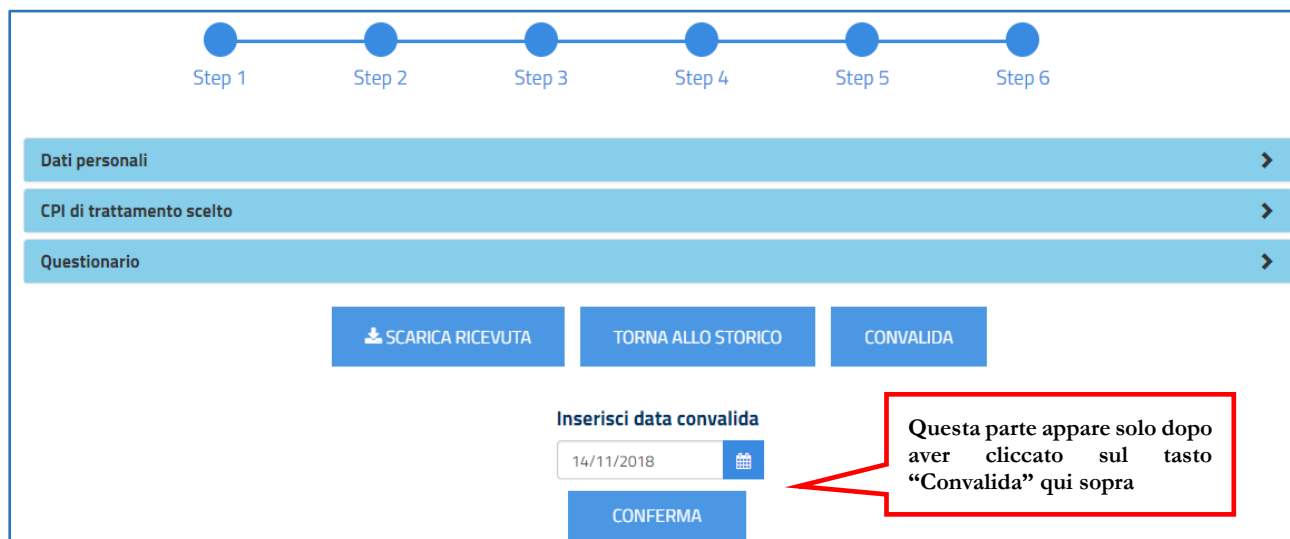 Step 1 Step 2 Step 3 Step 4 Step 5 Step 6
Dati personali
CPI di trattamento scelto
Questionario
SCARICA RICEVUTA TORNA ALLO STORICO CONVALIDA
Inserisci data convalida
14/11/2018
CONFERMA
Questa parte appare solo dopo
aver cliccato sul tasto
“Convalida” qui sopra